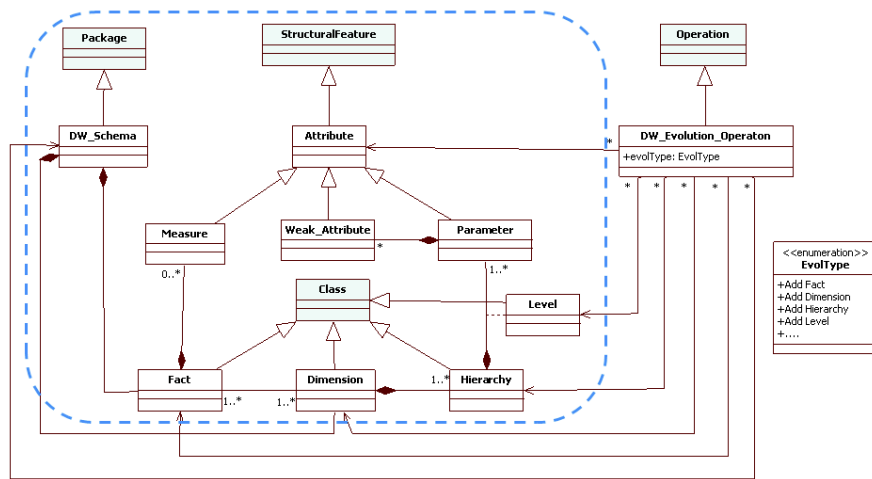 Package
StructuralFeature
Operation
DW_Schema
Attribute
DW_Evolution_Operaton
+evolType: EvolType
*
*
*
*
*
*
Measure
Weak_Attribute
Parameter
*
0..*
1..*
<<enumeration>>
EvolType
+Add Fact
+Add Dimension
+Add Hierarchy
+Add Level
+....
Class
Level
Fact
Dimension
Hierarchy
1..*
1..*
1..*